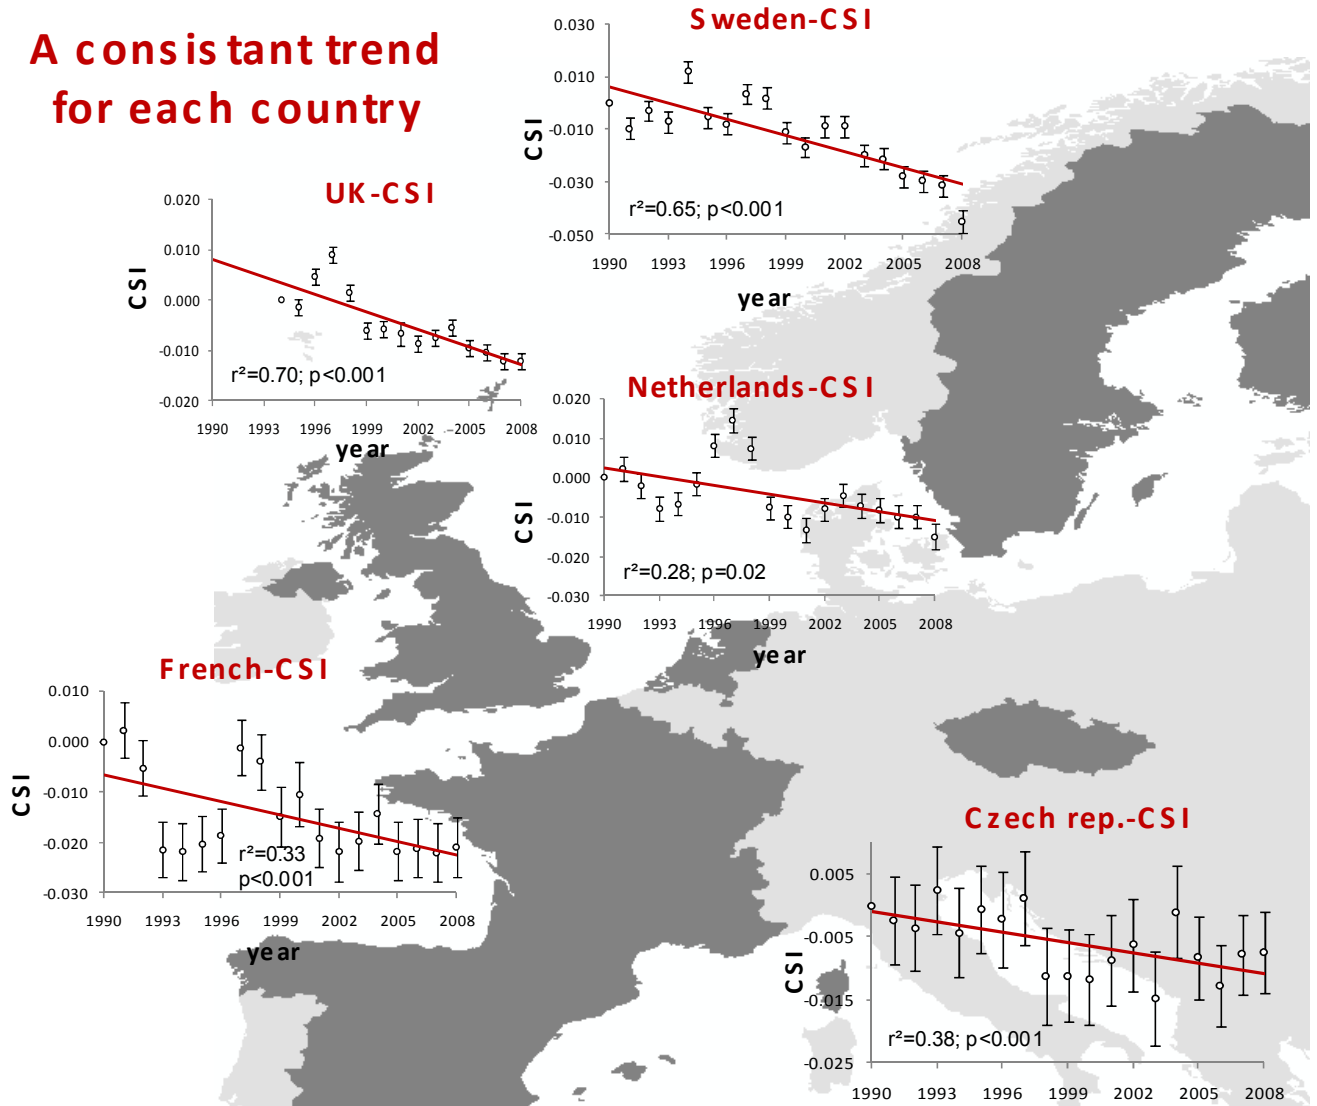 A consistant trend
for each country
Sweden-CSI
0.030
0.010
-0.010
-0.030
-0.050
CSI
r²=0.65; p<0.001
1990 1993 1996 1999 2002 2005 2008
year
UK-CSI
0.020
0.010
0.000
-0.010
-0.020
CSI
r²=0.70; p<0.001
1990 1993 1996 1999 2002 2005 2008
year
Netherlands-CSI
0.020
0.010
0.000
-0.010
-0.020
-0.030
CSI
r²=0.28; p=0.02
1990 1993 1996 1999 2002 2005 2008
year
French-CSI
0.010
0.000
-0.010
-0.020
-0.030
CSI
r²=0.33
p<0.001
1990 1993 1996 1999 2002 2005 2008
year
Czech rep.-CSI
0.005
-0.005
-0.015
-0.025
CSI
r²=0.38; p<0.001
1990 1993 1996 1999 2002 2005 2008